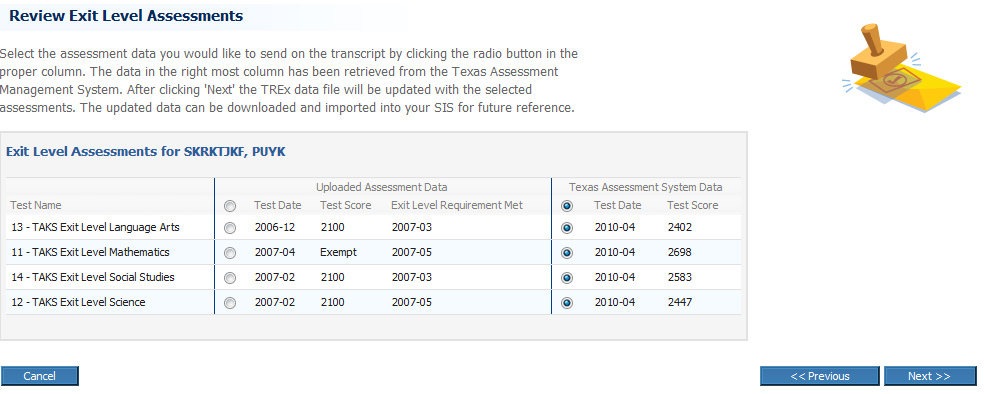 Review Exit Level Assessments
Select the assessment data you would like to send on the transcript by clicking the radio button in the
proper column. The data in the right most column has been retrieved from the Texas Assessment
Management System. After clicking 'Next' the TREx data file will be updated with the selected
assessments. The updated data can be downloaded and imported into your SIS for future reference.
Exit Level Assessments for SKRKTJKF, PUYK
Uploaded Assessment Data Texas Assessment System Data
Test Name Test Date Test Score Exit Level Requirement Met Test Date Test Score
13 - TAKS Exit Level Language Arts 2006-12 2100 2007-03 2010-04 2402
11 - TAKS Exit Level Mathematics 2007-04 Exempt 2007-05 2010-04 2698
14 - TAKS Exit Level Social Studies 2007-02 2100 2007-03 2010-04 2583
12 - TAKS Exit Level Science 2007-02 2100 2007-05 2010-04 2447
Cancel << Previous Next >>